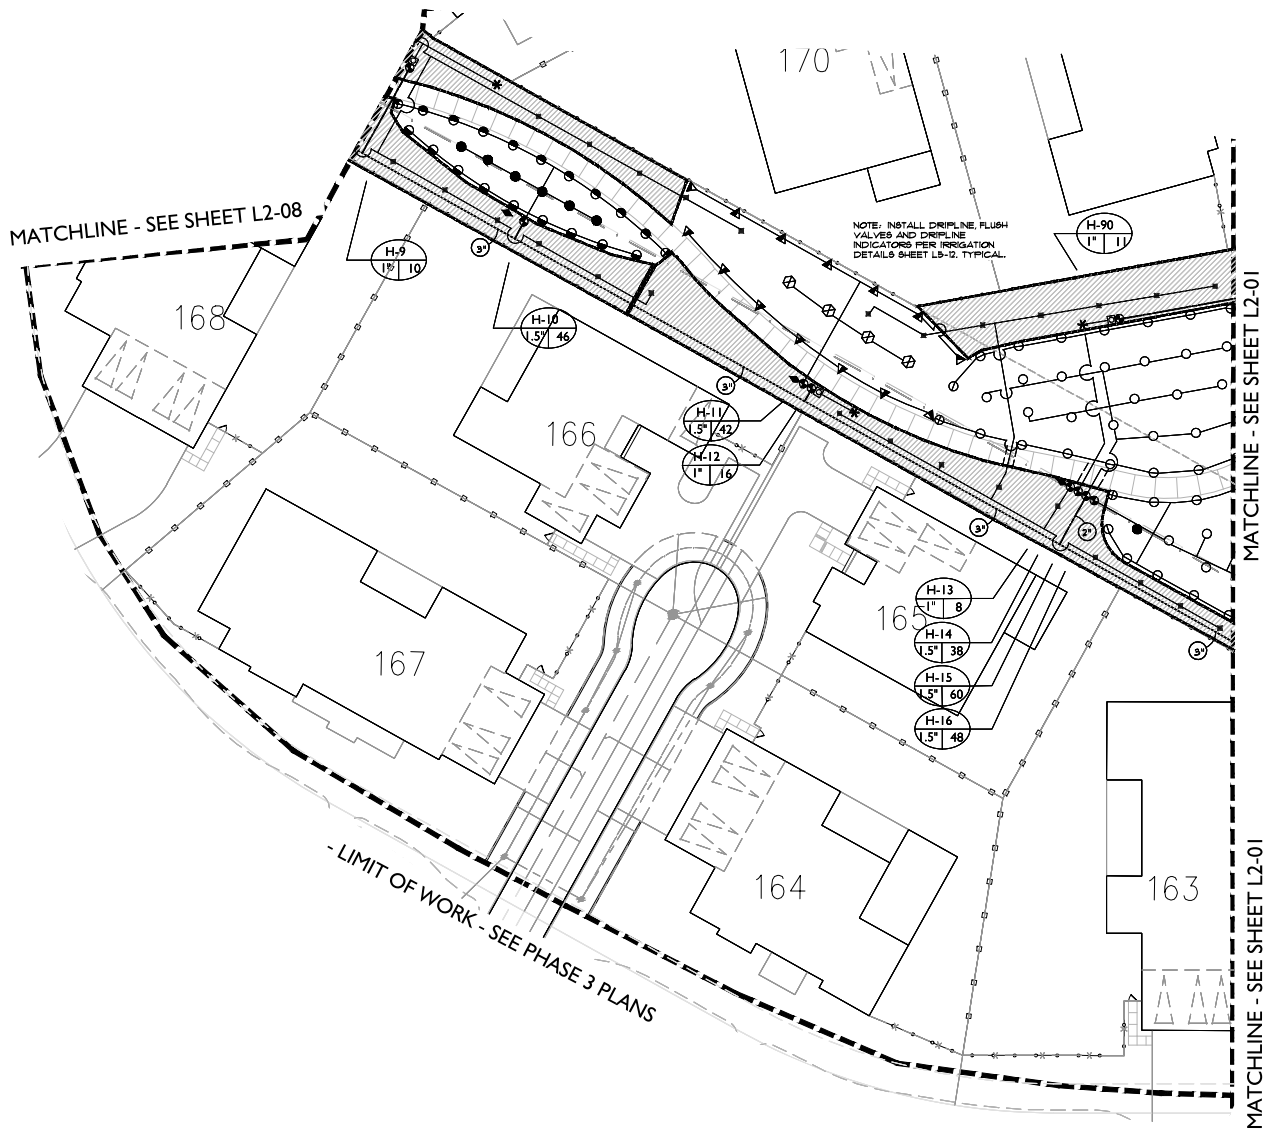 170
NOTE: INSTALL DRIPLINE, FLUSH
VALVES AND DRIPLINE
INDICATORS PER IRRIGATION
DETAILS SHEET L5-12. TYPICAL.
H-90
1" 11
MATCHLINE - SEE SHEET L2-08
H-9
1" 10
3"
168
H-10
1.5" 46
MATCHLINE - SEE SHEET L2-01
3"
H-11
1.5" 42
166
H-12
1" 16
3"
2"
H-13
1" 8
165
H-14
1.5" 38
3"
167
H-15
1.5" 60
H-16
1.5" 48
164
163
- LIMIT OF WORK - SEE PHASE 3 PLANS
MATCHLINE - SEE SHEET L2-01